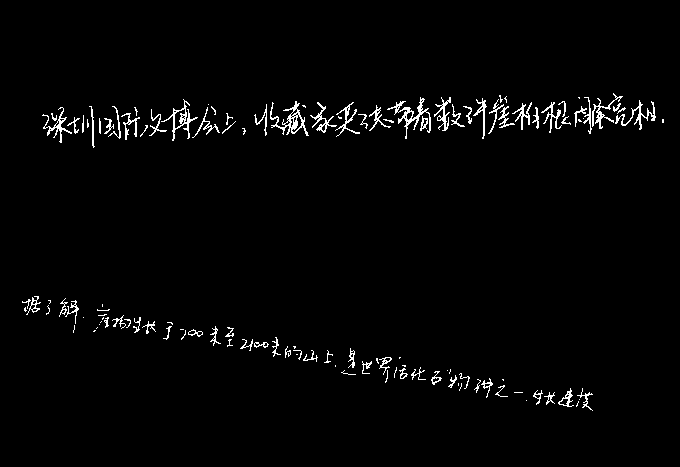 深圳国际文博会上,收藏家吴法带着数件崖柏根雕亮相.
据了解.崖柏生长于700米至2100米的山上.是世界“活化石”物种之一.生长速度